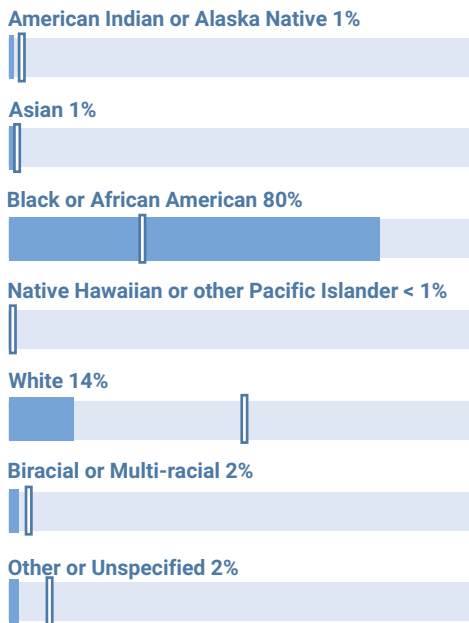 American Indian or Alaska Native 1%
Asian 1%
Black or African American 80%
Native Hawaiian or other Pacific Islander < 1%
White 14%
Biracial or Multi-racial 2%
Other or Unspecified 2%